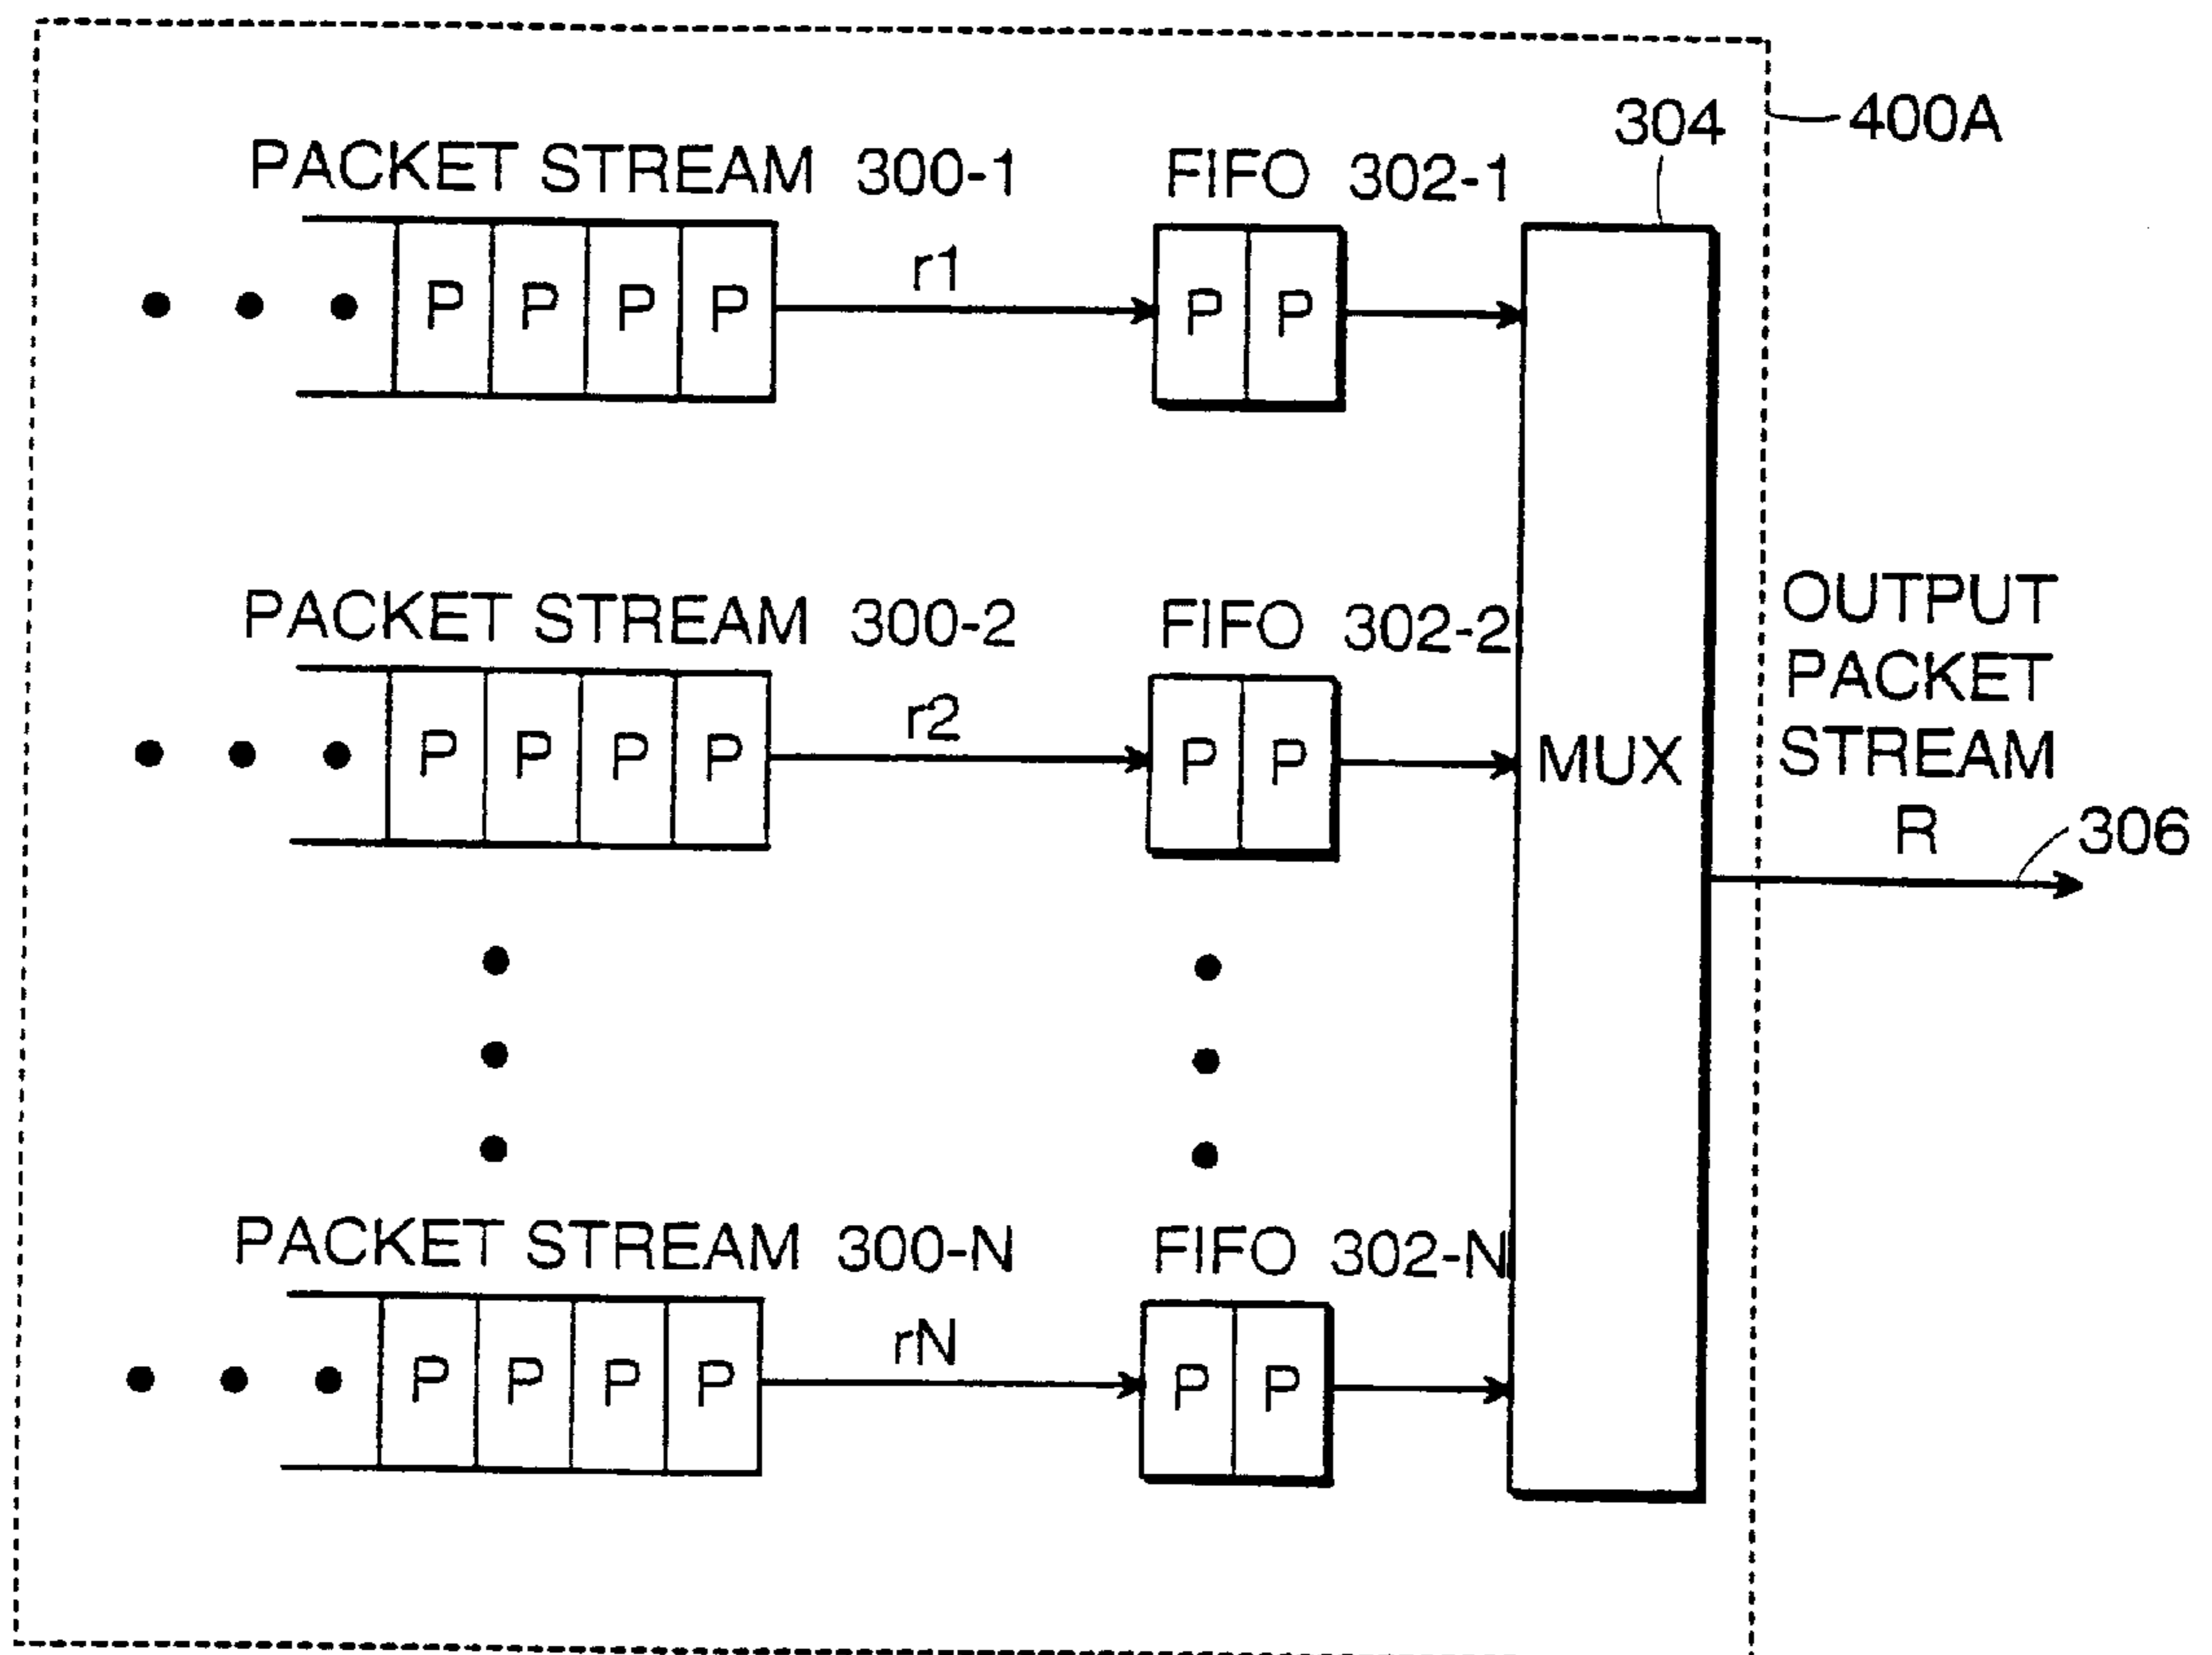 304
400A
PACKET STREAM 300-1
FIFO 302-1
P P P P
r1
P P
PACKET STREAM 300-2
FIFO 302-2
P P P P
r2
P P
MUX
OUTPUT
PACKET
STREAM
R
306
PACKET STREAM 300-N
FIFO 302-N
P P P P
rN
P P